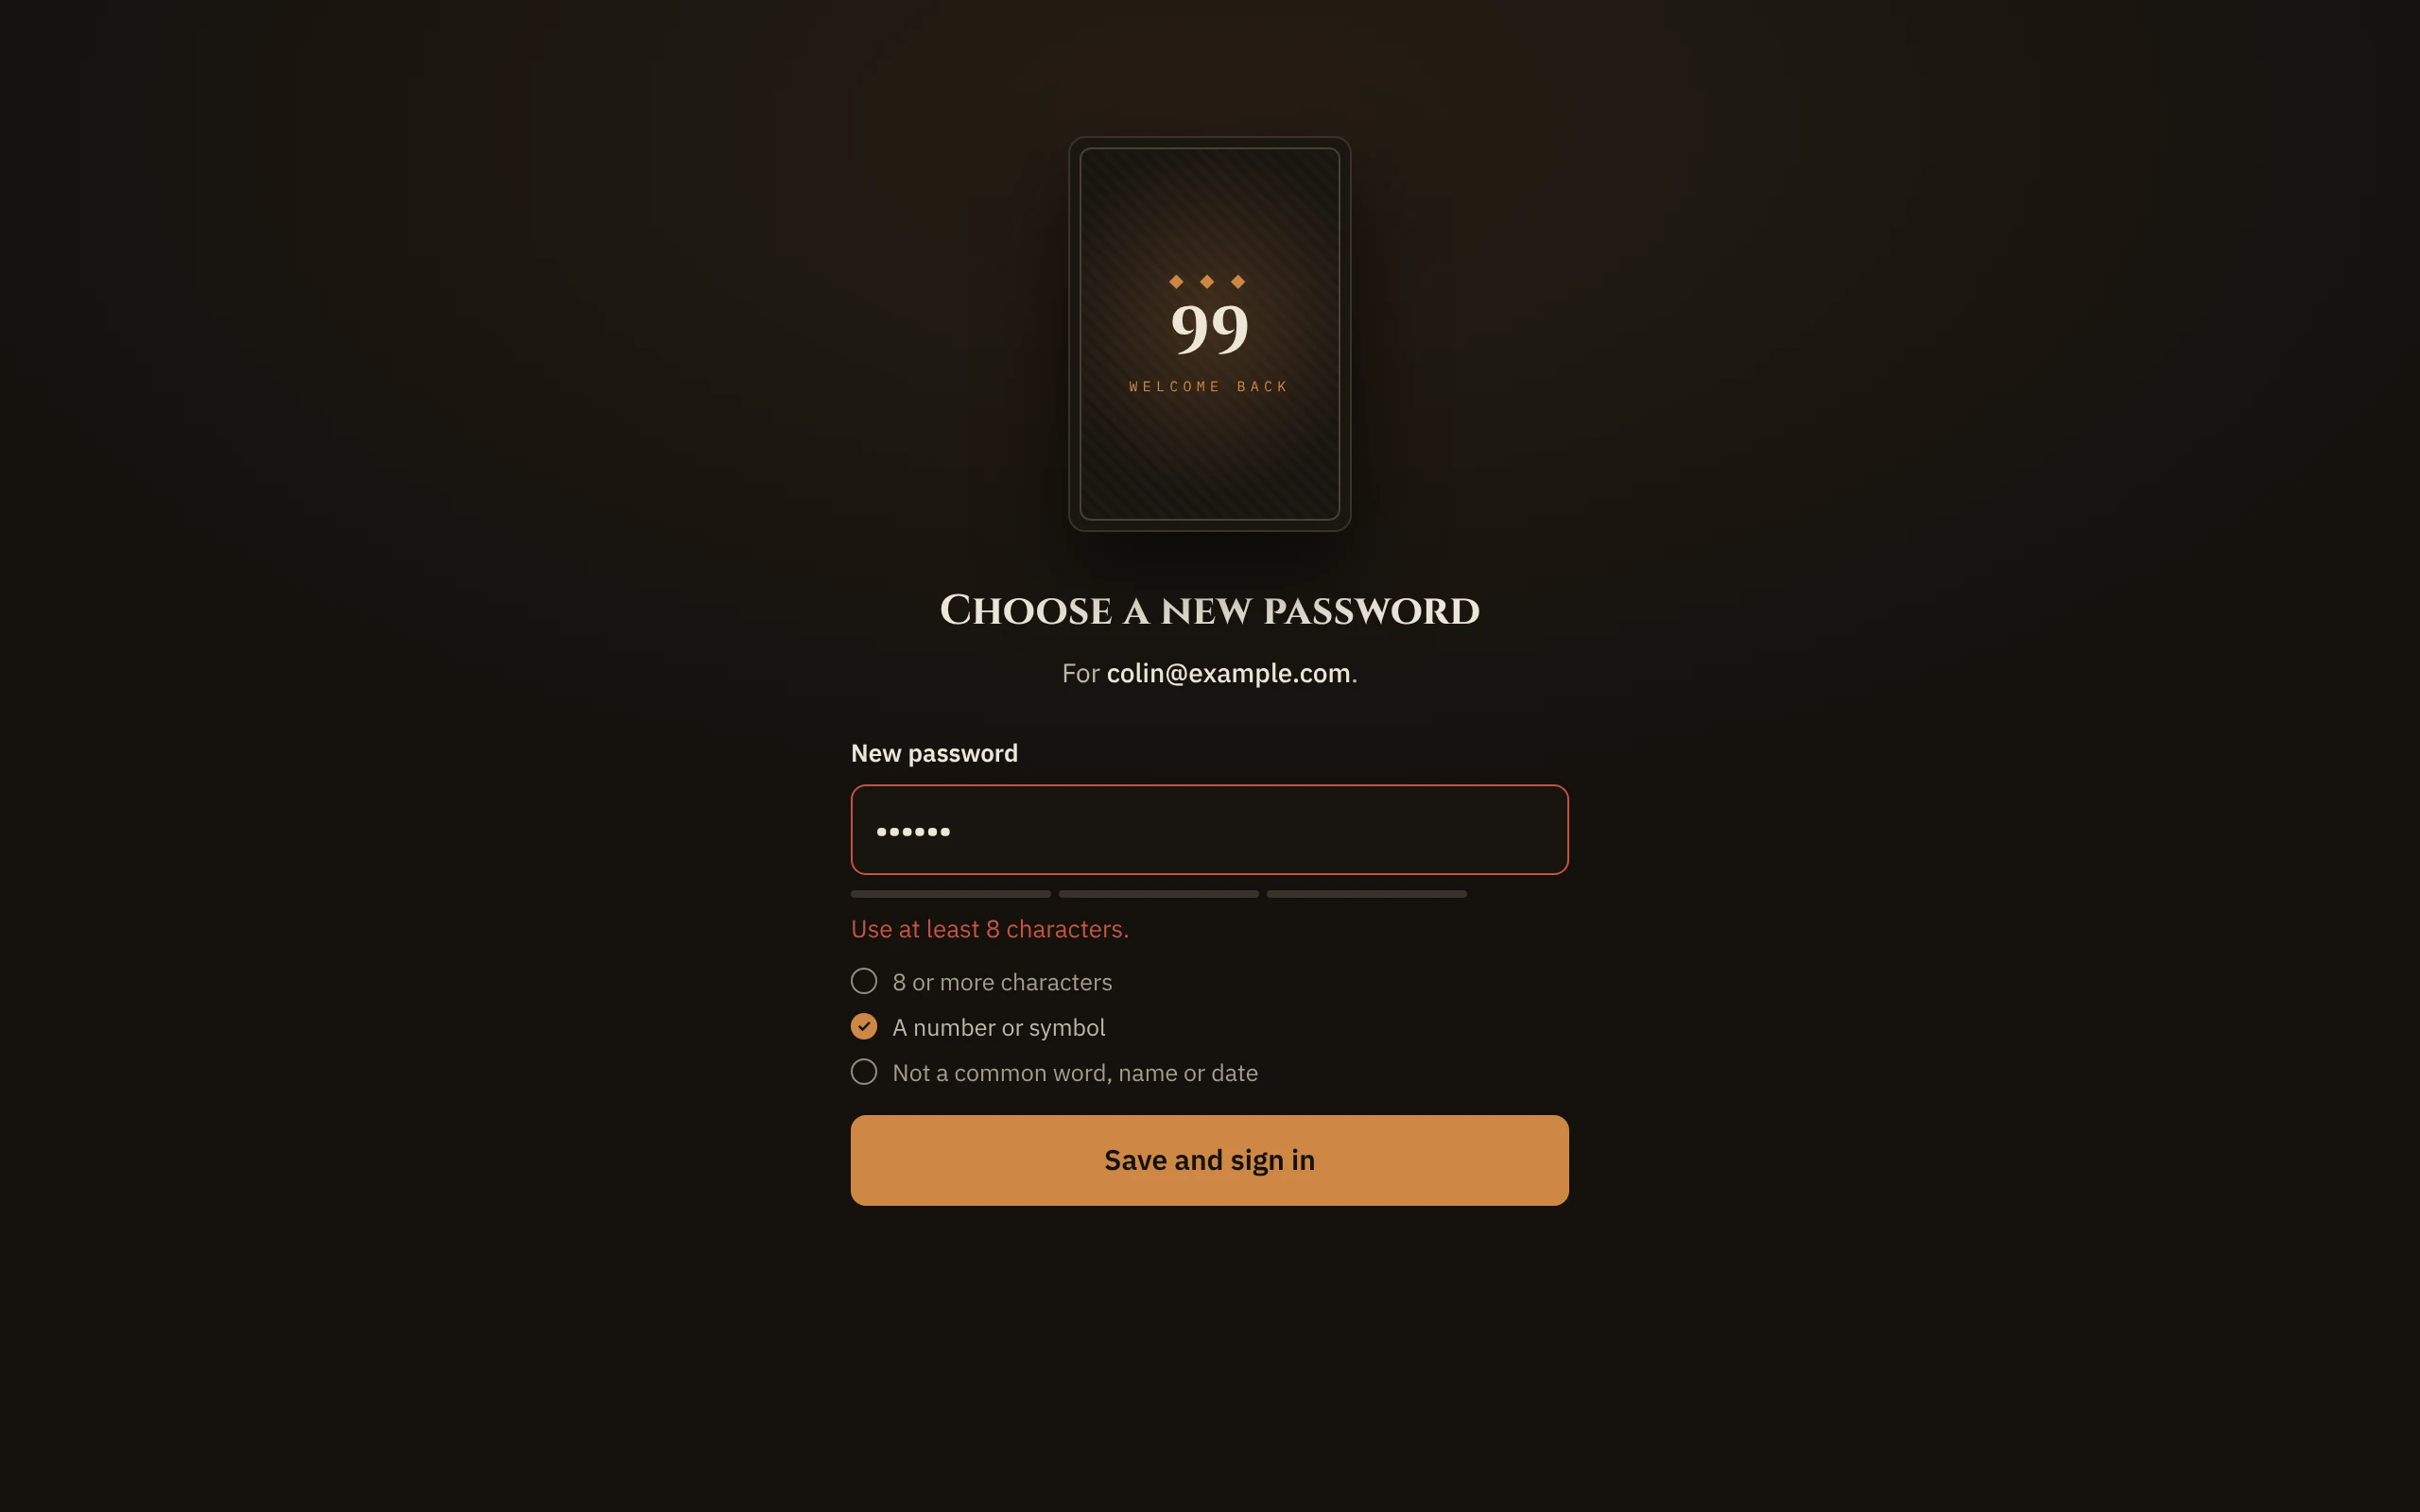 99
WELCOME BACK
Choose a new password
For colin@example.com.
New password
••••••
Use at least 8 characters.
8 or more characters
A number or symbol
Not a common word, name or date
Save and sign in